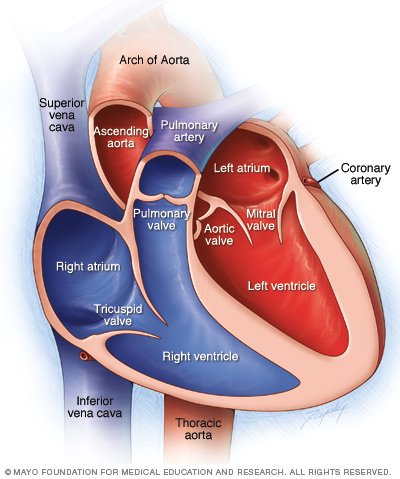 Arch of Aorta
Superior
vena
cava
Ascending
aorta
Pulmonary
artery
Left atrium
Coronary
artery
Pulmonary
valve
Mitral
valve
Aortic
valve
Right atrium
Left ventricle
Tricuspid
valve
Right ventricle
Inferior
vena cava
Thoracic
aorta
© MAYO FOUNDATION FOR MEDICAL EDUCATION AND RESEARCH. ALL RIGHTS RESERVED.